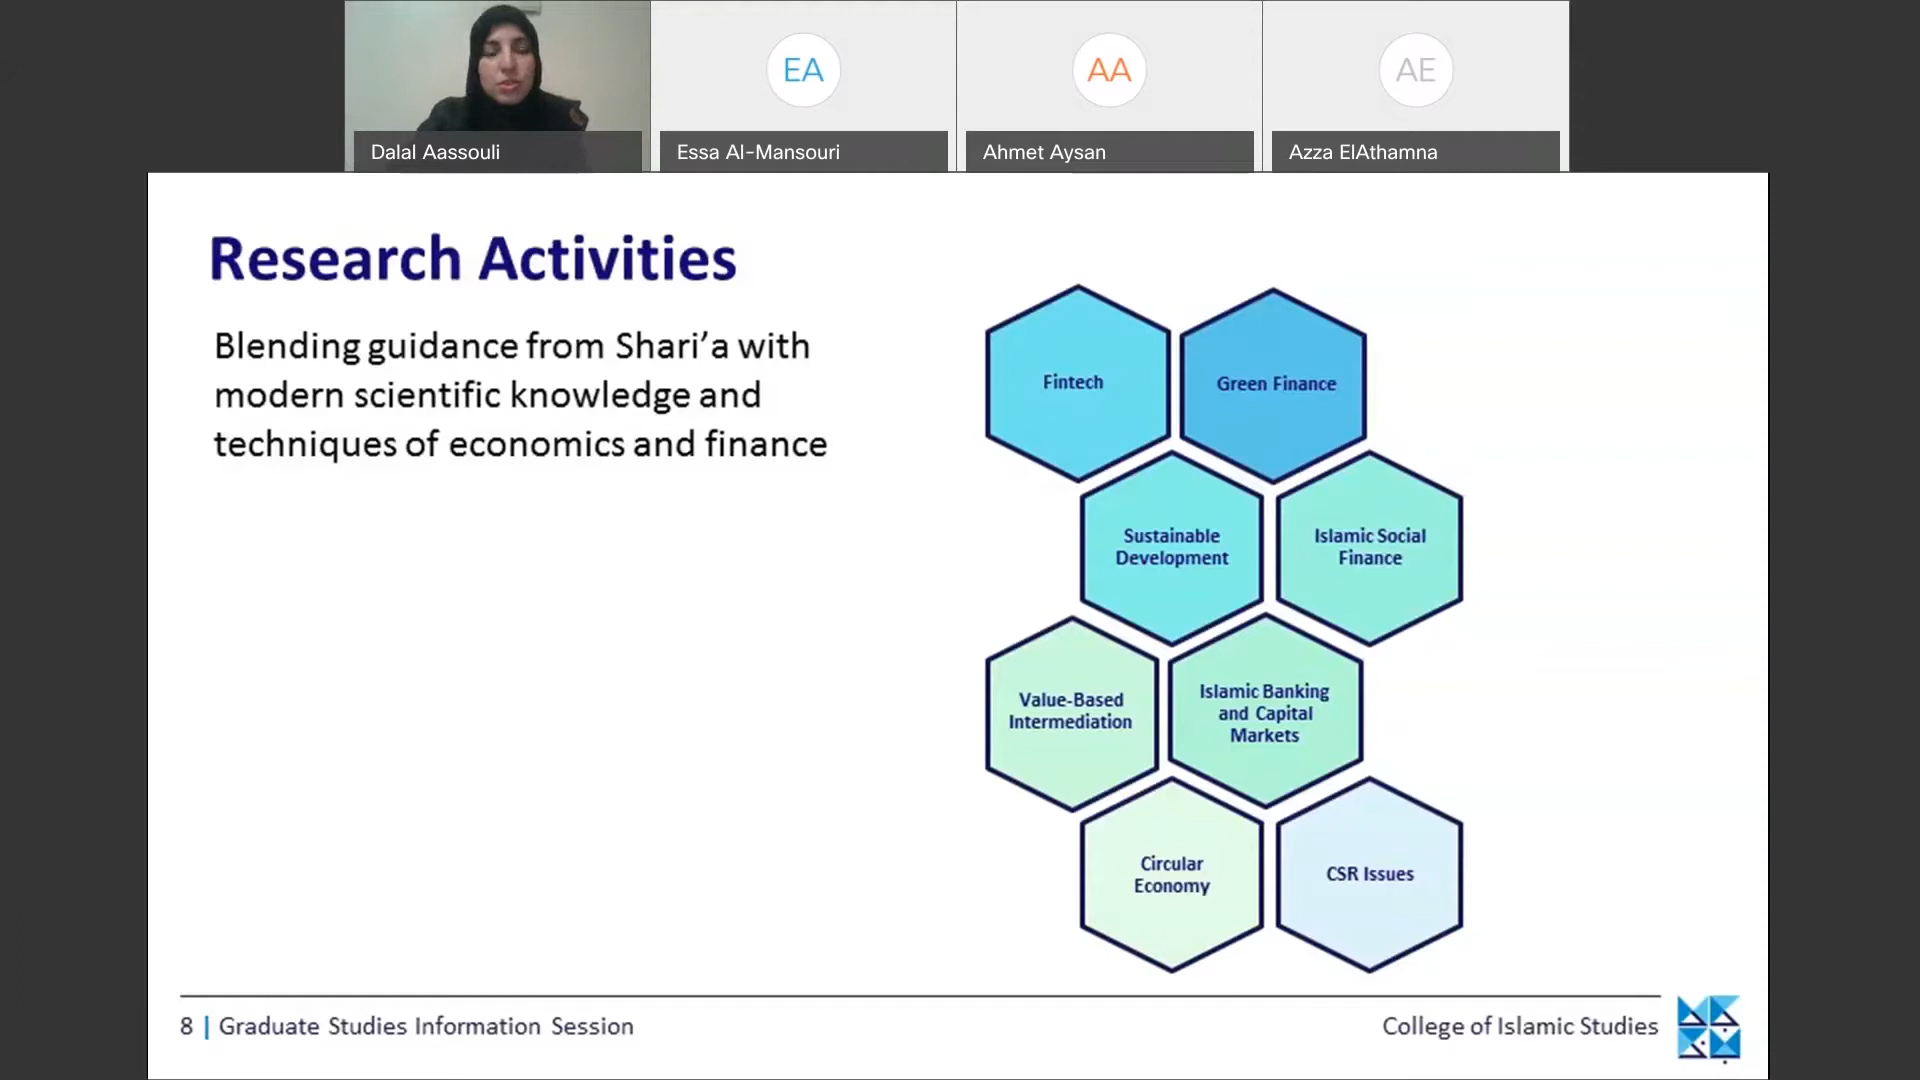 EA
AA
AE
Dalal Aassouli
Essa Al-Mansouri
Ahmet Aysan
Azza ElAthamna
Research Activities
Blending guidance from Shari’a with
modern scientific knowledge and
techniques of economics and finance
Fintech
Green Finance
Sustainable
Development
Islamic Social
Finance
Value-Based
Intermediation
Islamic Banking
and Capital
Markets
Circular
Economy
CSR Issues
8 | Graduate Studies Information Session
College of Islamic Studies